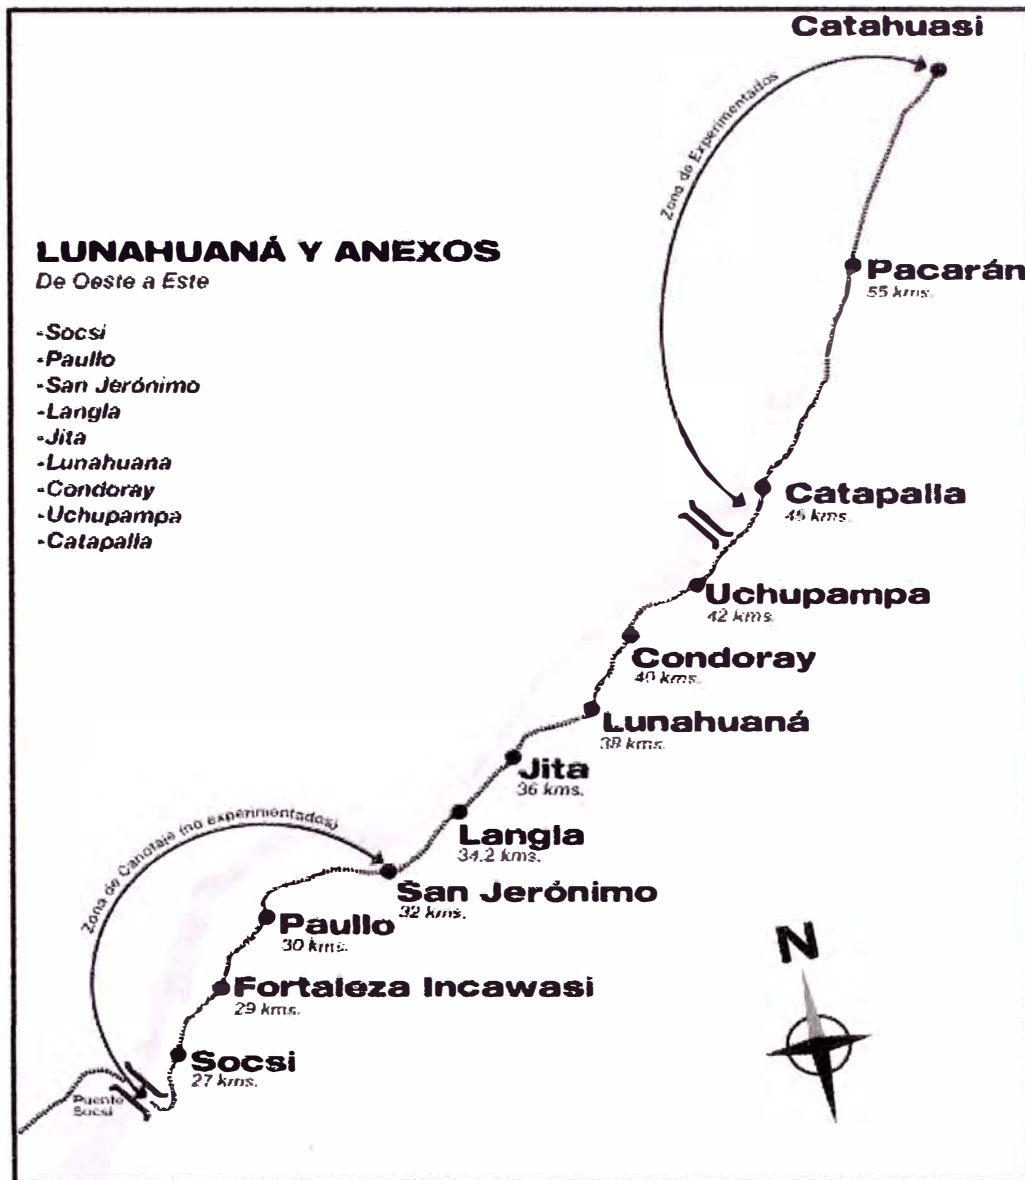 Catahuasi
Zona de Experimentados
LUNAHUANÁ Y ANEXOS
De Oeste a Este
-Socsi
-Paullo
-San Jerónimo
-Langla
-Jita
-Lunahuana
-Condoray
-Uchupampa
-Catapalla
Pacarán
55 kms.
Catapalla
45 kms.
Uchupampa
42 kms.
Condoray
40 kms.
Lunahuaná
38 kms.
Jita
36 kms.
Langla
34.2 kms.
Zona de Canotaje (no experimentados)
San Jerónimo
32 kms.
Paullo
30 kms.
Fortaleza Incawasi
29 kms.
Socsi
27 kms.
Puente
Socsi
N